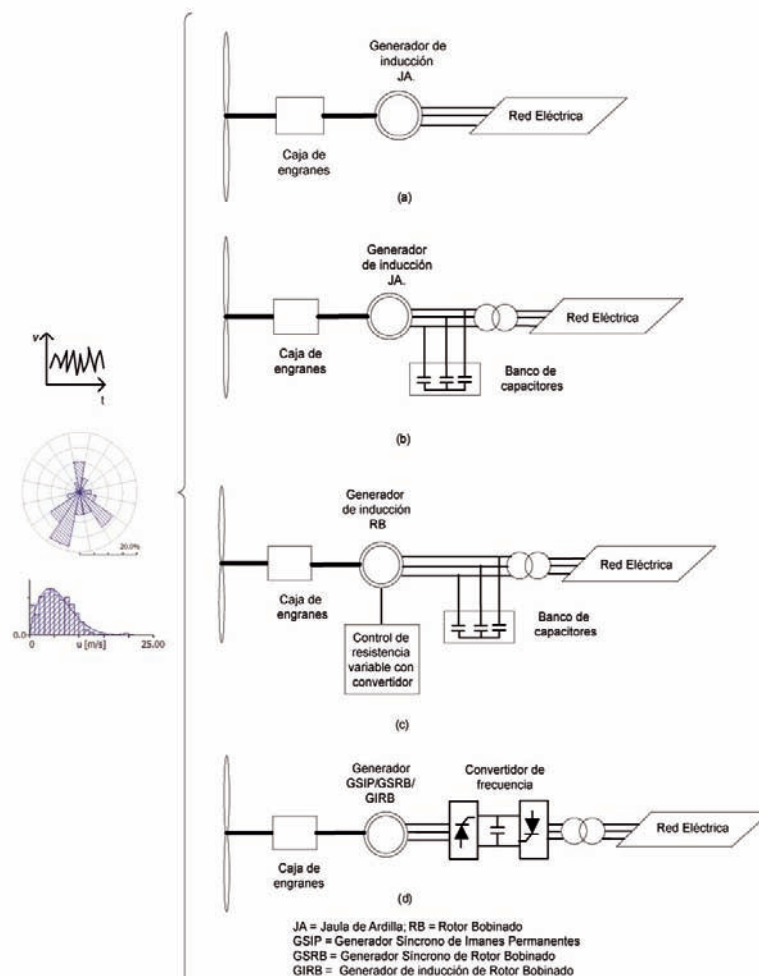 Generador de
inducción
JA.
Red Eléctrica
Caja de
engranes
(a)
Generador
de inducción
JA.
Red Eléctrica
Caja de
engranes
Banco de
capacitores
(b)
v
t
20.0%
0.0
0
u [m/s]
25.00
Generador
de inducción
RB
Red Eléctrica
Caja de
engranes
Banco de
capacitores
Control de
resistencia
variable con
convertidor
(c)
Generador
GSIP/GSRB/
GIRB
Convertidor de
frecuencia
Red Eléctrica
Caja de
engranes
(d)
JA = Jaula de Ardilla; RB = Rotor Bobinado
GSIP = Generador Síncrono de Imanes Permanentes
GSRB = Generador Síncrono de Rotor Bobinado
GIRB = Generador de inducción de Rotor Bobinado